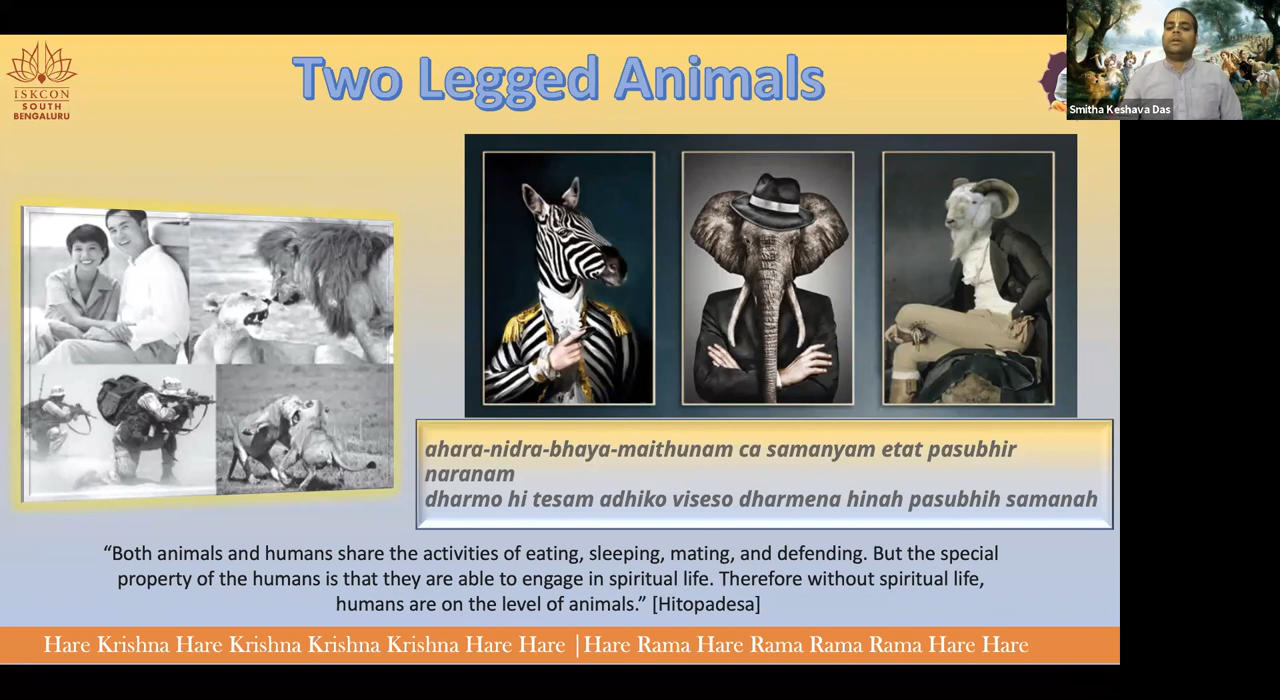 Two Legged Animals
ISKCON
SOUTH
BENGALURU
Smitha Keshava Das
ahara-nidra-bhaya-maithunam ca samanyam etat pasubhir
naranam
dharmo hi tesam adhiko viseso dharmena hinah pasubhih samanah
“Both animals and humans share the activities of eating, sleeping, mating, and defending. But the special
property of the humans is that they are able to engage in spiritual life. Therefore without spiritual life,
humans are on the level of animals.” [Hitopadesa]
Hare Krishna Hare Krishna Krishna Krishna Hare Hare |Hare Rama Hare Rama Rama Rama Hare Hare